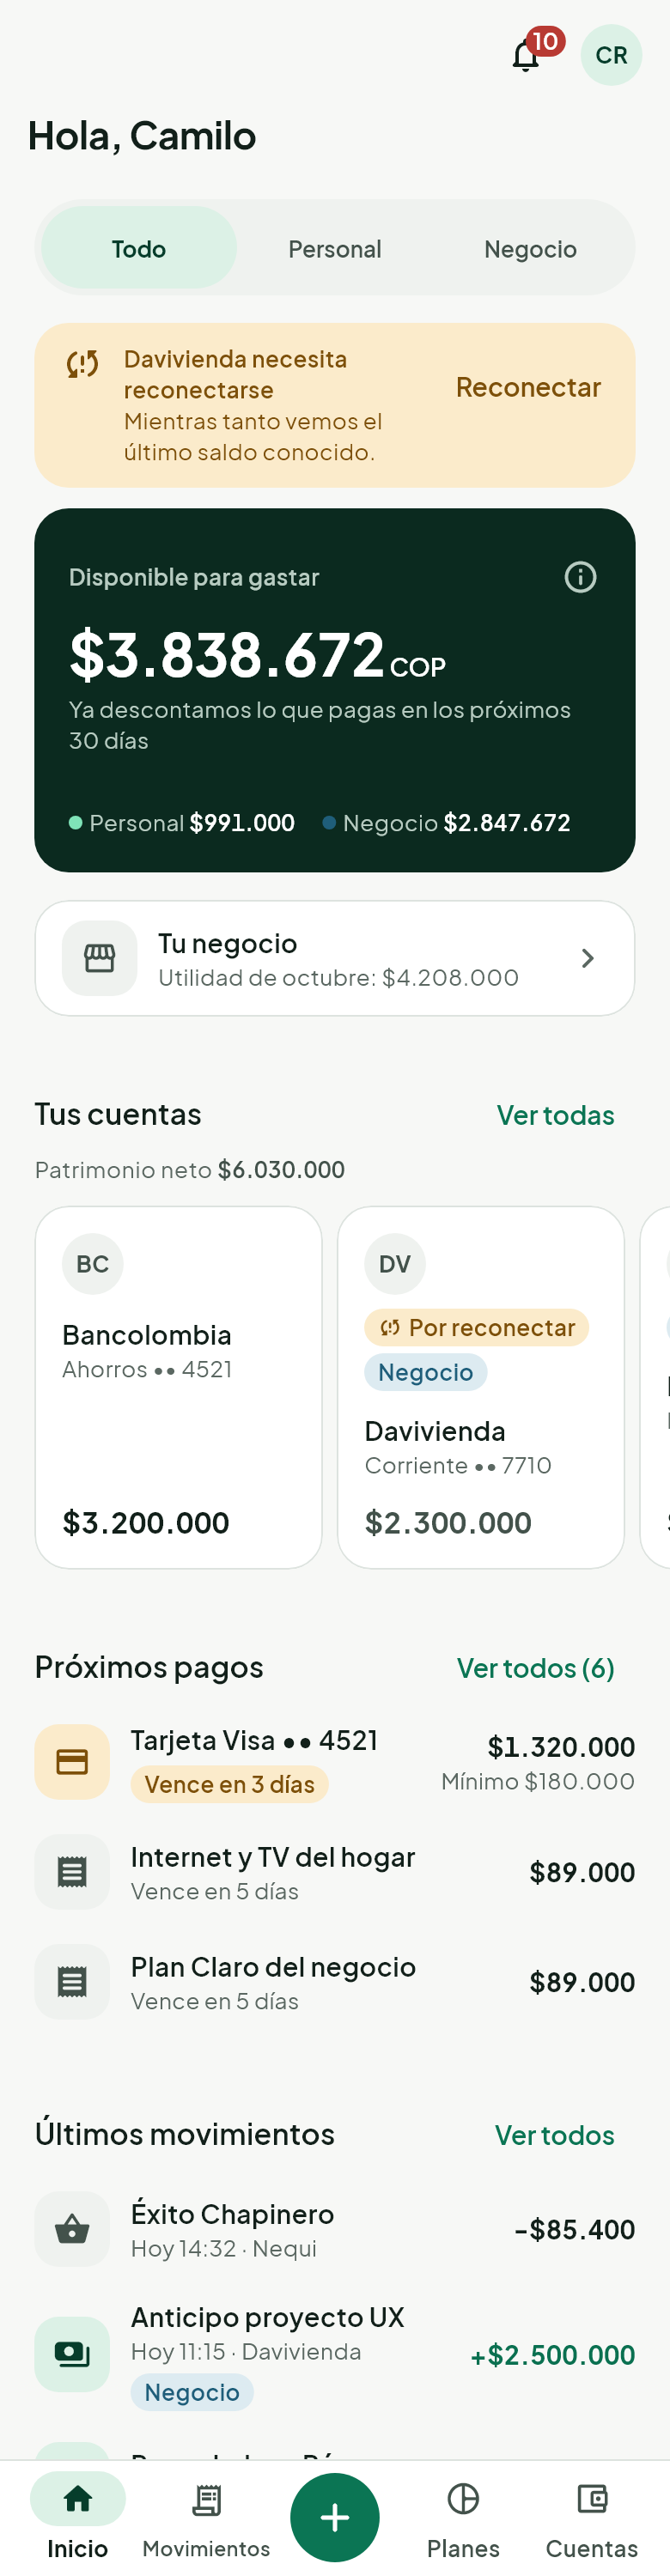 10
CR
Hola, Camilo
Todo
Personal
Negocio
Davivienda necesita
reconectarse
Mientras tanto vemos el
último saldo conocido.
Reconectar
Disponible para gastar
$3.838.672 COP
Ya descontamos lo que pagas en los próximos
30 días
Personal $991.000
Negocio $2.847.672
Tu negocio
Utilidad de octubre: $4.208.000
Tus cuentas
Ver todas
Patrimonio neto $6.030.000
BC
Bancolombia
Ahorros •• 4521
$3.200.000
DV
Por reconectar
Negocio
Davivienda
Corriente •• 7710
$2.300.000
Próximos pagos
Ver todos (6)
Tarjeta Visa •• 4521
Vence en 3 días
$1.320.000
Mínimo $180.000
Internet y TV del hogar
Vence en 5 días
$89.000
Plan Claro del negocio
Vence en 5 días
$89.000
Últimos movimientos
Ver todos
Éxito Chapinero
Hoy 14:32 · Nequi
-$85.400
Anticipo proyecto UX
Hoy 11:15 · Davivienda
Negocio
+$2.500.000
Inicio
Movimientos
Planes
Cuentas